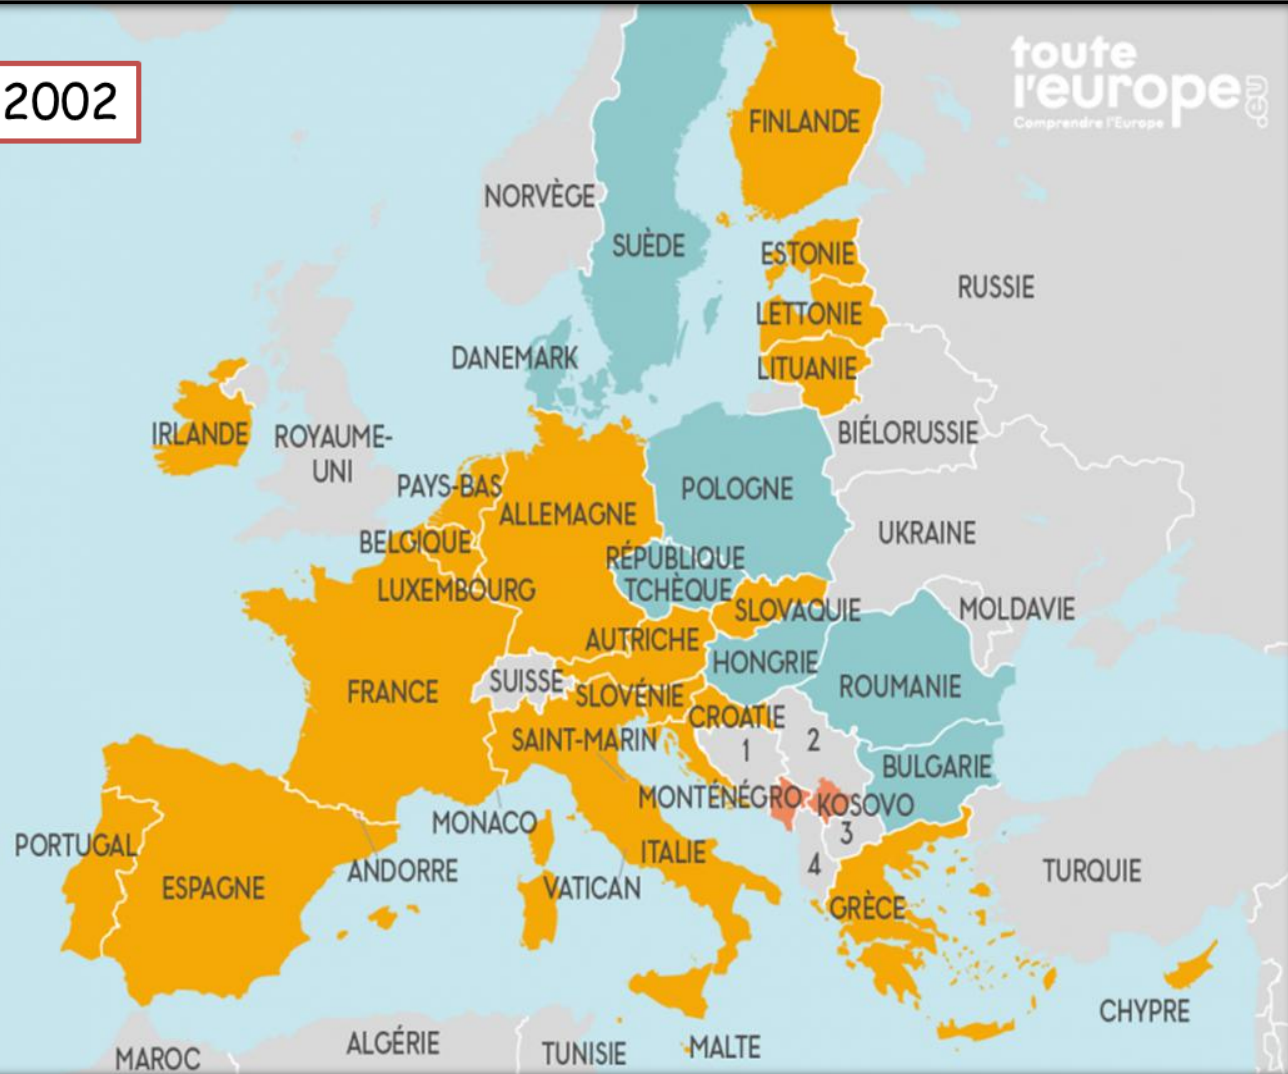 2002
toute
l'europe
.eu
Comprendre l'Europe
FINLANDE
NORVÈGE
SUÈDE
ESTONIE
RUSSIE
LETTONIE
DANEMARK
LITUANIE
IRLANDE
ROYAUME-
UNI
BIÉLORUSSIE
PAYS-BAS
POLOGNE
ALLEMAGNE
UKRAINE
BELGIQUE
RÉPUBLIQUE
TCHÈQUE
LUXEMBOURG
SLOVAQUIE
MOLDAVIE
AUTRICHE
HONGRIE
SUISSE
ROUMANIE
FRANCE
SLOVÉNIE
CROATIE
SAINT-MARIN
1
2
BULGARIE
MONTÉNÉGRO
KOSOVO
MONACO
3
PORTUGAL
ITALIE
4
ANDORRE
TURQUIE
ESPAGNE
VATICAN
GRÈCE
CHYPRE
ALGÉRIE
MALTE
TUNISIE
MAROC